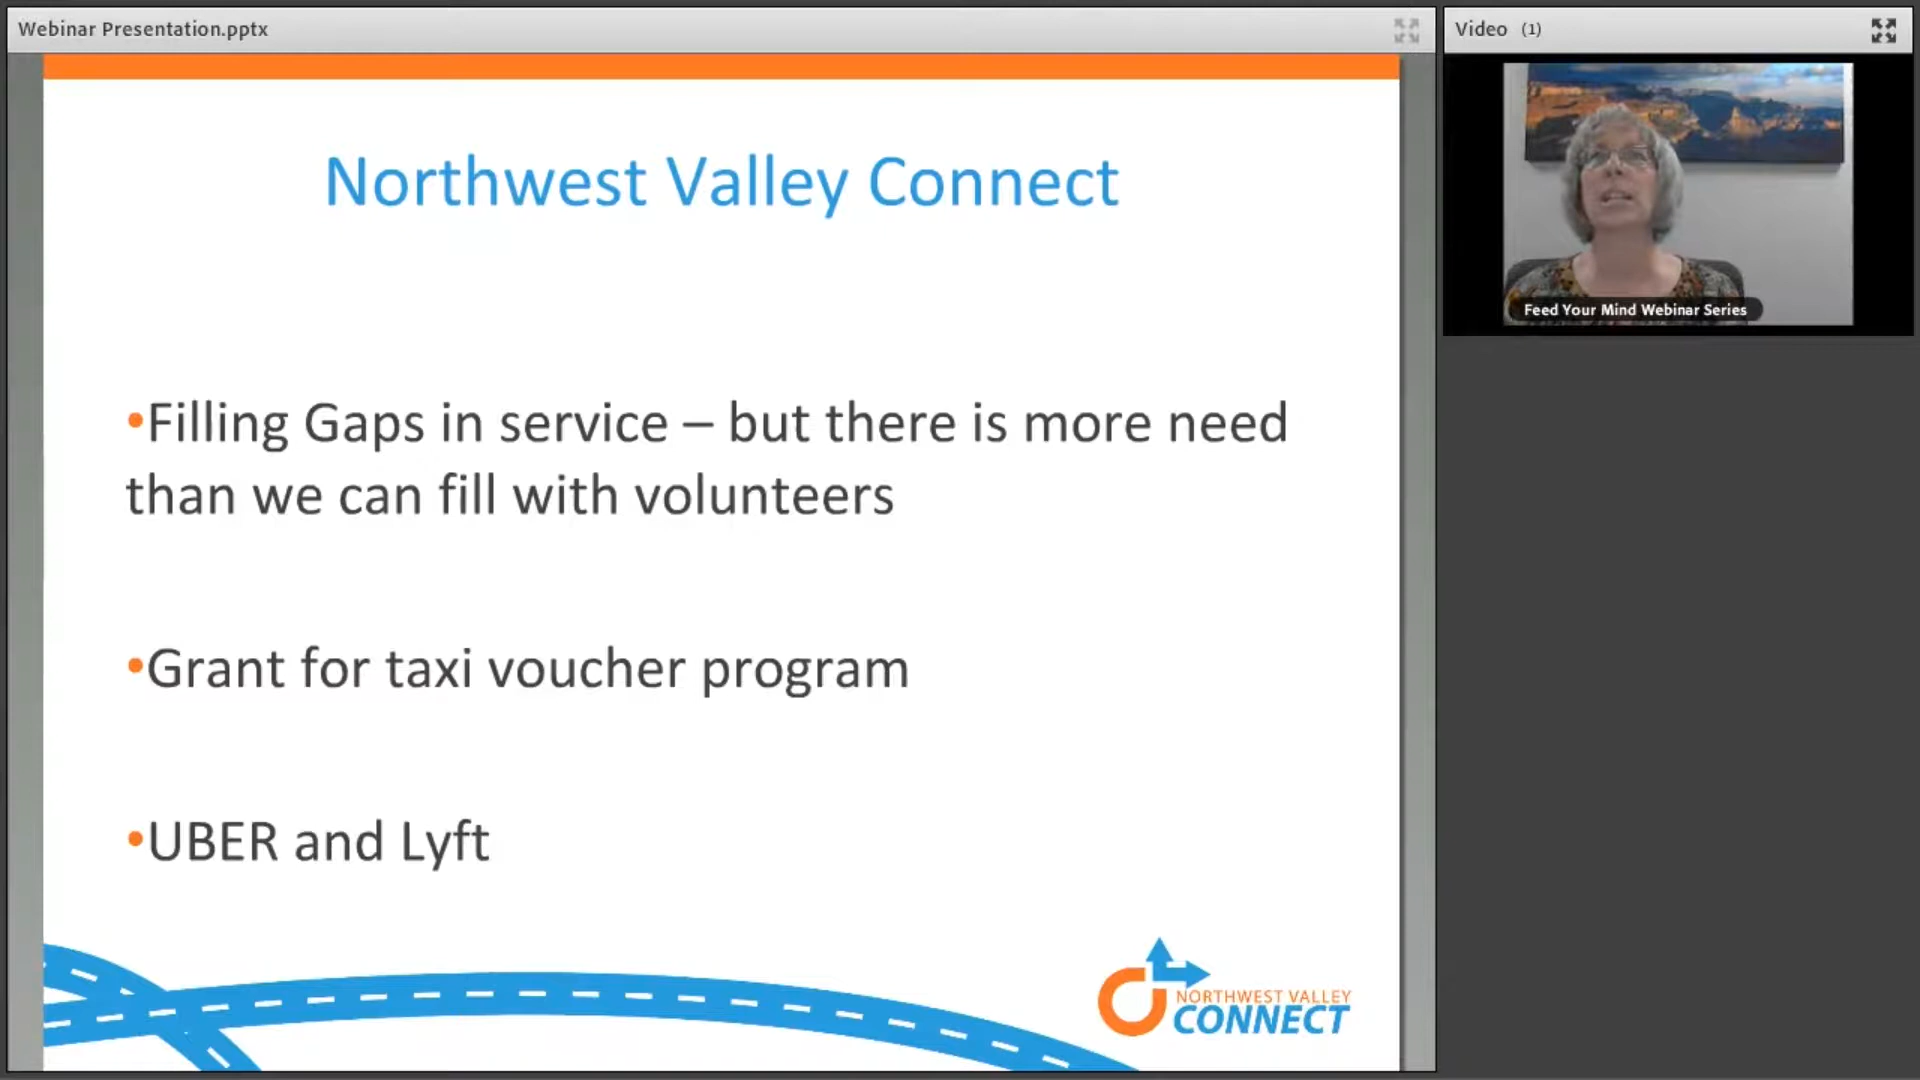 Webinar Presentation.pptx
Video (1)
Northwest Valley Connect
•Filling Gaps in service – but there is more need
than we can fill with volunteers
•Grant for taxi voucher program
•UBER and Lyft
NORTHWEST VALLEY
CONNECT
Feed Your Mind Webinar Series